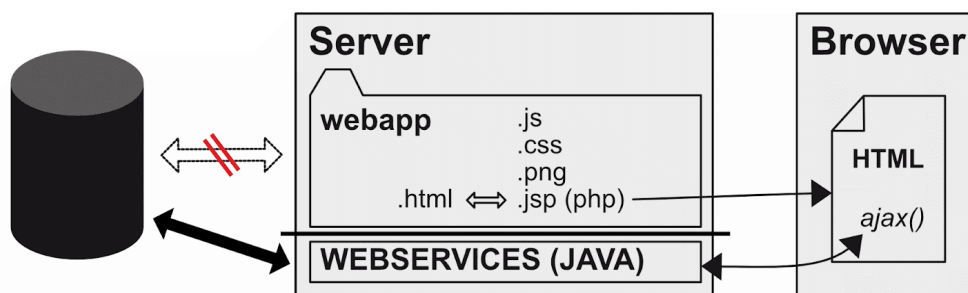 Server
Browser
webapp
.js
.css
.png
.html
.jsp (php)
HTML
ajax()
WEBSERVICES (JAVA)